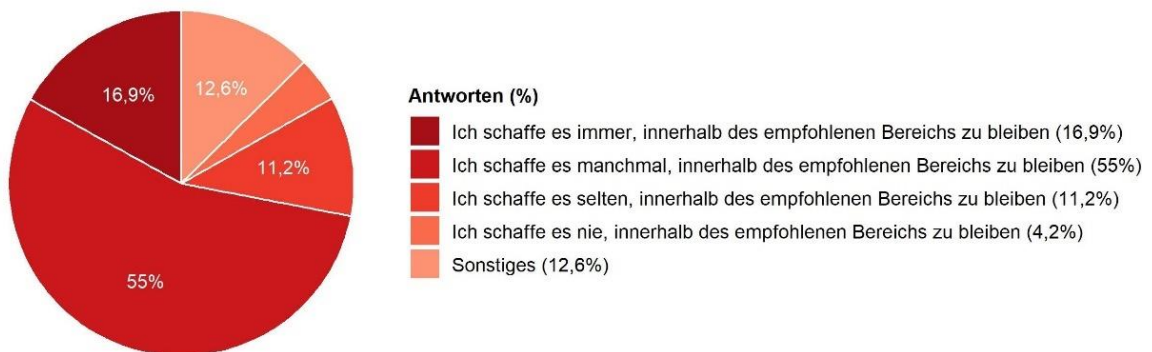 16,9%
12,6%
11,2%
55%
Antworten (%)
Ich schaffe es immer, innerhalb des empfohlenen Bereichs zu bleiben (16,9%)
Ich schaffe es manchmal, innerhalb des empfohlenen Bereichs zu bleiben (55%)
Ich schaffe es selten, innerhalb des empfohlenen Bereichs zu bleiben (11,2%)
Ich schaffe es nie, innerhalb des empfohlenen Bereichs zu bleiben (4,2%)
Sonstiges (12,6%)